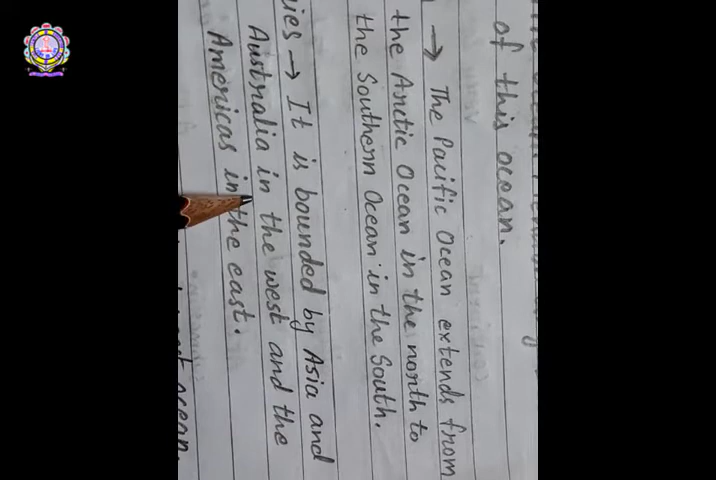 of this ocean.
→ The Pacific Ocean extends from
the Arctic Ocean in the north to
the Southern Ocean in the South.
ies → It is bounded by Asia and
Australia in the west and the
Americas in the east.
ocean.